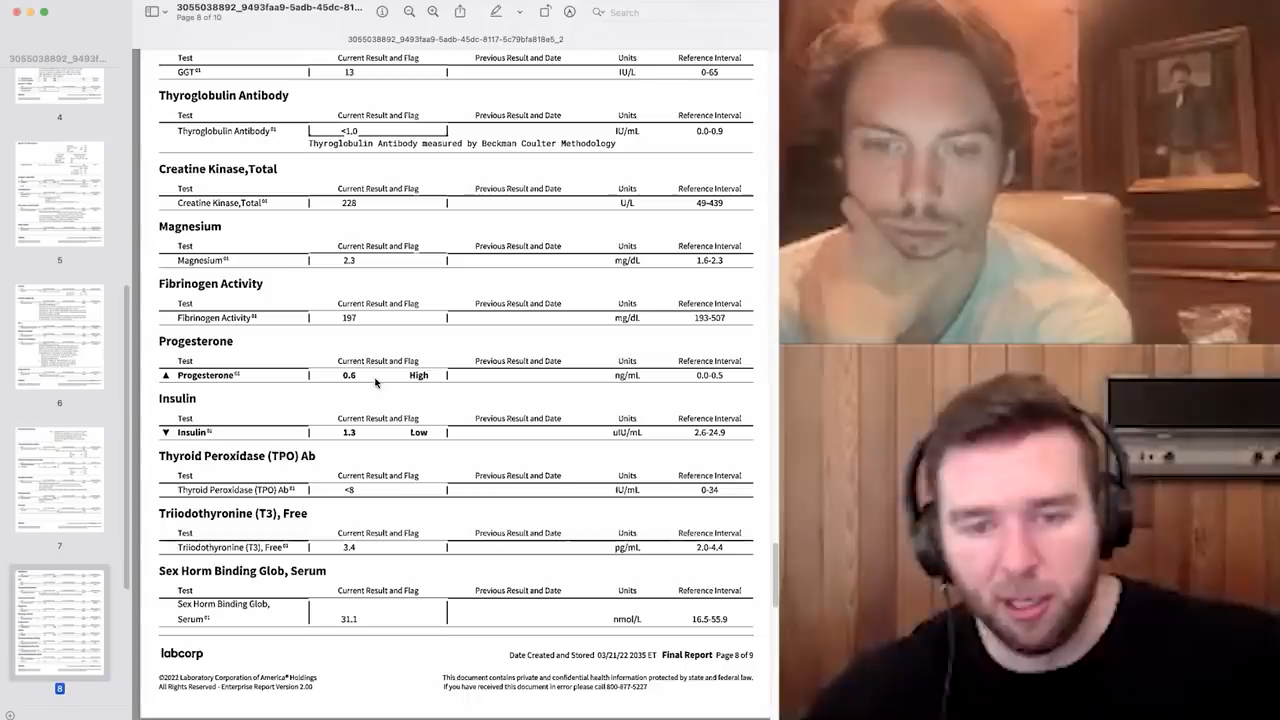 3055038892_9493faa9-5adb-45dc-81...
Page 8 of 10
Search
3055038892_9493faa9-5adb-45dc-8117-5c79bfa818e5_2
3055038892_9493f...
4
5
6
7
8
Test Current Result and Flag Previous Result and Date Units Reference Interval
GGT 01 13 IU/L 0-65
Thyroglobulin Antibody
Test Current Result and Flag Previous Result and Date Units Reference Interval
Thyroglobulin Antibody 01 <1.0 IU/mL 0.0-0.9
Thyroglobulin Antibody measured by Beckman Coulter Methodology
Creatine Kinase,Total
Test Current Result and Flag Previous Result and Date Units Reference Interval
Creatine Kinase,Total 01 228 U/L 49-439
Magnesium
Test Current Result and Flag Previous Result and Date Units Reference Interval
Magnesium 01 2.3 mg/dL 1.6-2.3
Fibrinogen Activity
Test Current Result and Flag Previous Result and Date Units Reference Interval
Fibrinogen Activity 01 197 mg/dL 193-507
Progesterone
Test Current Result and Flag Previous Result and Date Units Reference Interval
▲ Progesterone 01 0.6 High ng/mL 0.0-0.5
Insulin
Test Current Result and Flag Previous Result and Date Units Reference Interval
▼ Insulin 01 1.3 Low uIU/mL 2.6-24.9
Thyroid Peroxidase (TPO) Ab
Test Current Result and Flag Previous Result and Date Units Reference Interval
Thyroid Peroxidase (TPO) Ab 01 <8 IU/mL 0-34
Triiodothyronine (T3), Free
Test Current Result and Flag Previous Result and Date Units Reference Interval
Triiodothyronine (T3), Free 01 3.4 pg/mL 2.0-4.4
Sex Horm Binding Glob, Serum
Test Current Result and Flag Previous Result and Date Units Reference Interval
Sex Horm Binding Glob,
Serum 01 31.1 nmol/L 16.5-55.9
labcorp
Date Created and Stored 03/21/22 2035 ET Final Report Page 8 of 9
©2022 Laboratory Corporation of America® Holdings
All Rights Reserved - Enterprise Report Version 2.00
This document contains private and confidential health information protected by state and federal law.
If you have received this document in error please call 800-877-5227